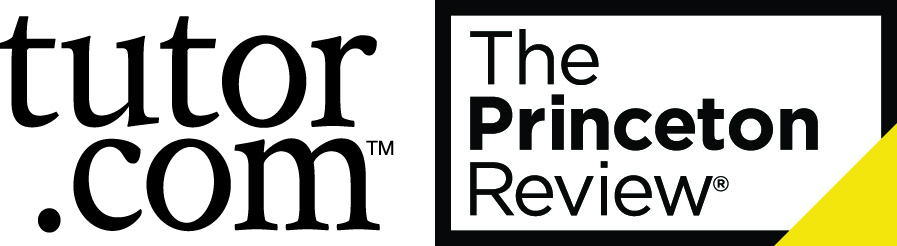 tutor
.com™
The
Princeton
Review®